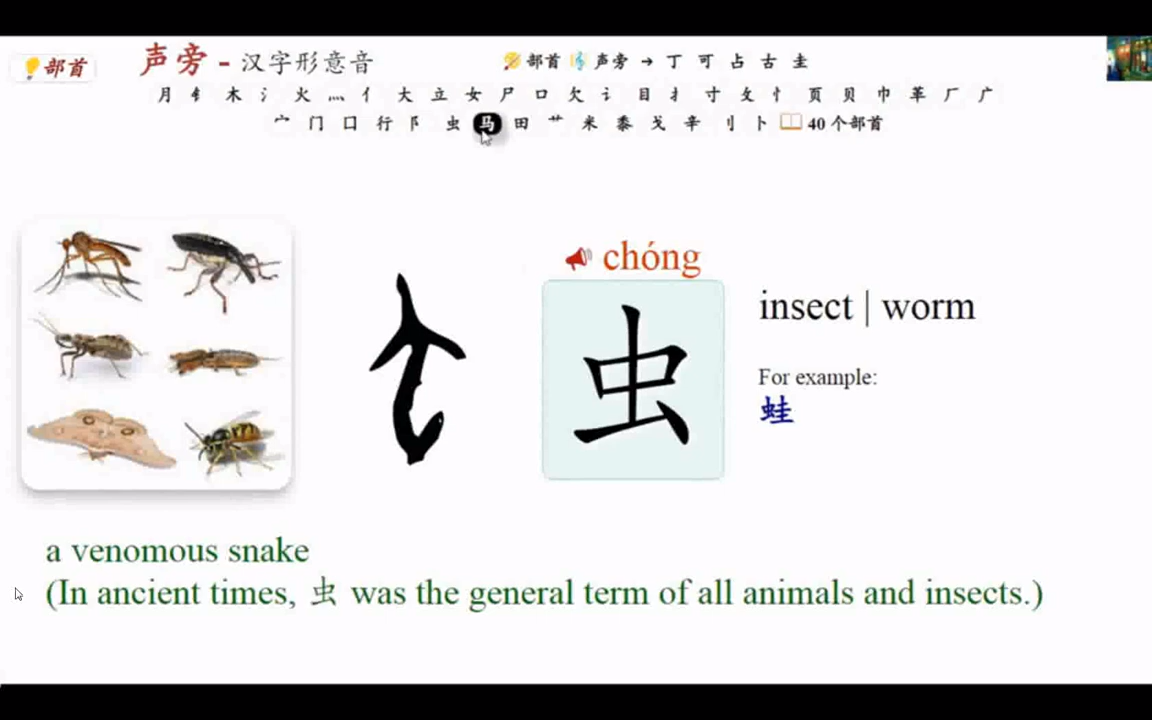 部首
声旁 - 汉字形意音
部首 声旁 → 丁 可 占 古 圭
月 钅 木 氵 火 灬 亻 大 立 女 尸 口 欠 讠 目 扌 寸 攵 忄 页 贝 巾 革 厂 广
宀 门 囗 行 阝 虫 马 田 艹 米 黍 戈 辛 刂 卜 40 个部首
chóng
虫
insect | worm
For example:
蛙
a venomous snake
(In ancient times, 虫 was the general term of all animals and insects.)